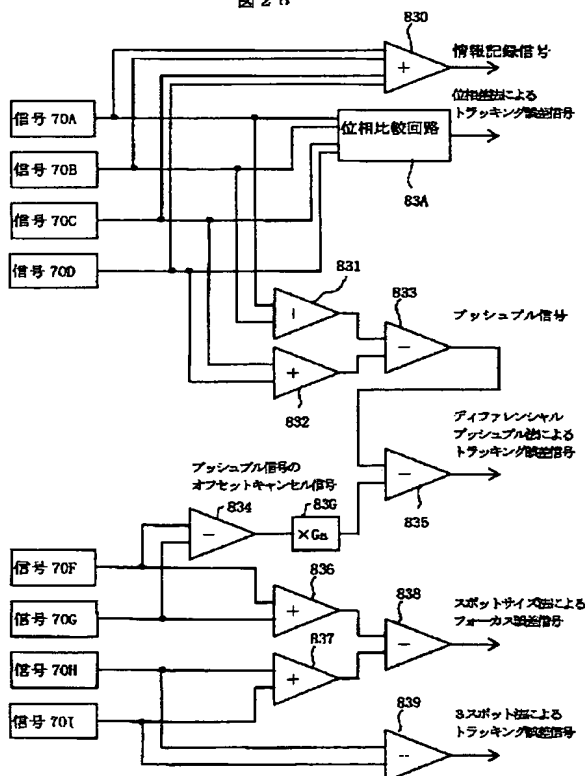 830
情報記録信号
+
位相差法による
トラッキング誤差信号
信号 70A
位相比較回路
信号 70B
83A
信号 70C
信号 70D
831
833
プッシュプル信号
−
+
832
ディファレンシャル
プッシュプル法による
トラッキング誤差信号
プッシュプル信号の
オフセットキャンセル信号
834
83G
−
×Ga
−
835
信号 70F
836
838
スポットサイズ法による
フォーカス誤差信号
信号 70G
+
−
837
信号 70H
+
839
信号 70I
3スポット法による
トラッキング誤差信号
--